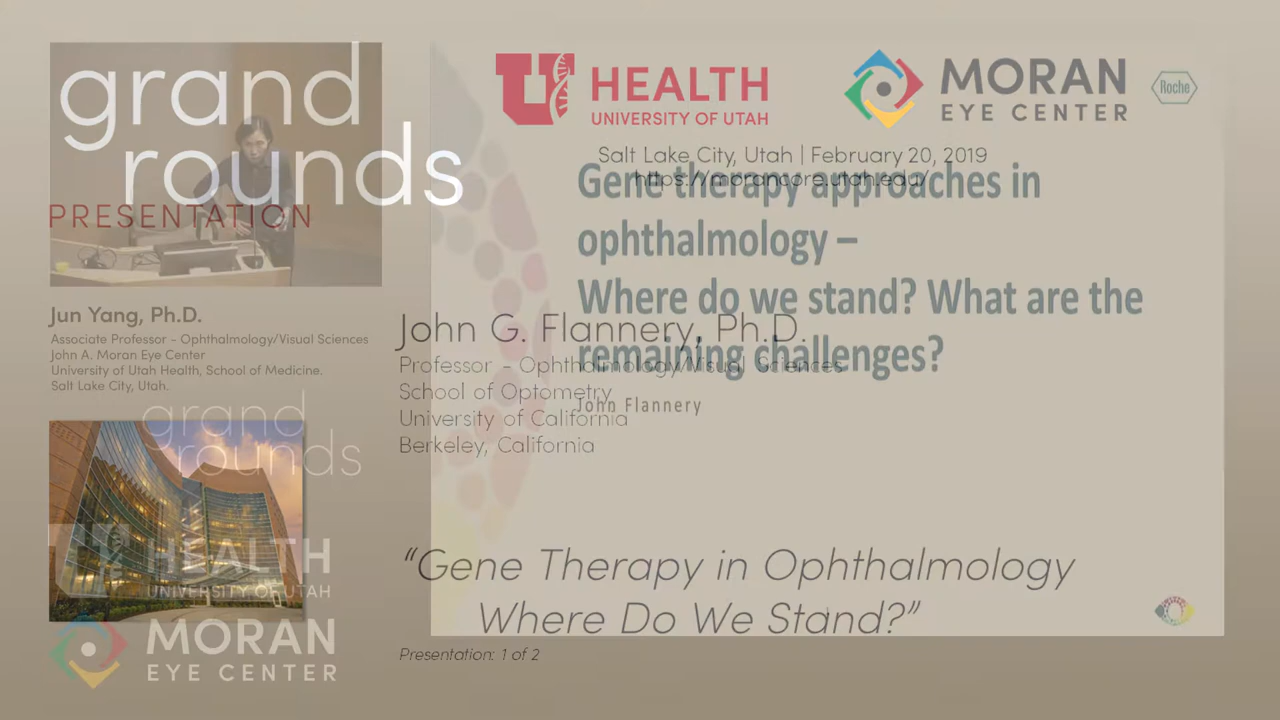 grand
rounds
PRESENTATION
HEALTH
UNIVERSITY OF UTAH
MORAN
EYE CENTER
Roche
Salt Lake City, Utah | February 20, 2019
https://morancore.utah.edu/
Gene therapy approaches in
ophthalmology –
Where do we stand? What are the
remaining challenges?
John Flannery
Jun Yang, Ph.D.
Associate Professor - Ophthalmology/Visual Sciences
John A. Moran Eye Center
University of Utah Health, School of Medicine.
Salt Lake City, Utah.
John G. Flannery, Ph.D.
Professor - Ophthalmology/Visual Sciences
School of Optometry
University of California
Berkeley, California
grand
rounds
HEALTH
UNIVERSITY OF UTAH
MORAN
EYE CENTER
“Gene Therapy in Ophthalmology
Where Do We Stand?”
Presentation: 1 of 2